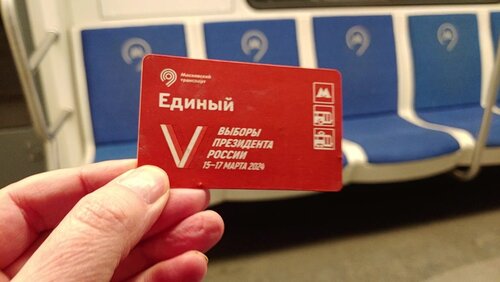 Московский
транспорт
Единый
М
V ВЫБОРЫ
ПРЕЗИДЕНТА
РОССИИ
15–17 МАРТА 2024